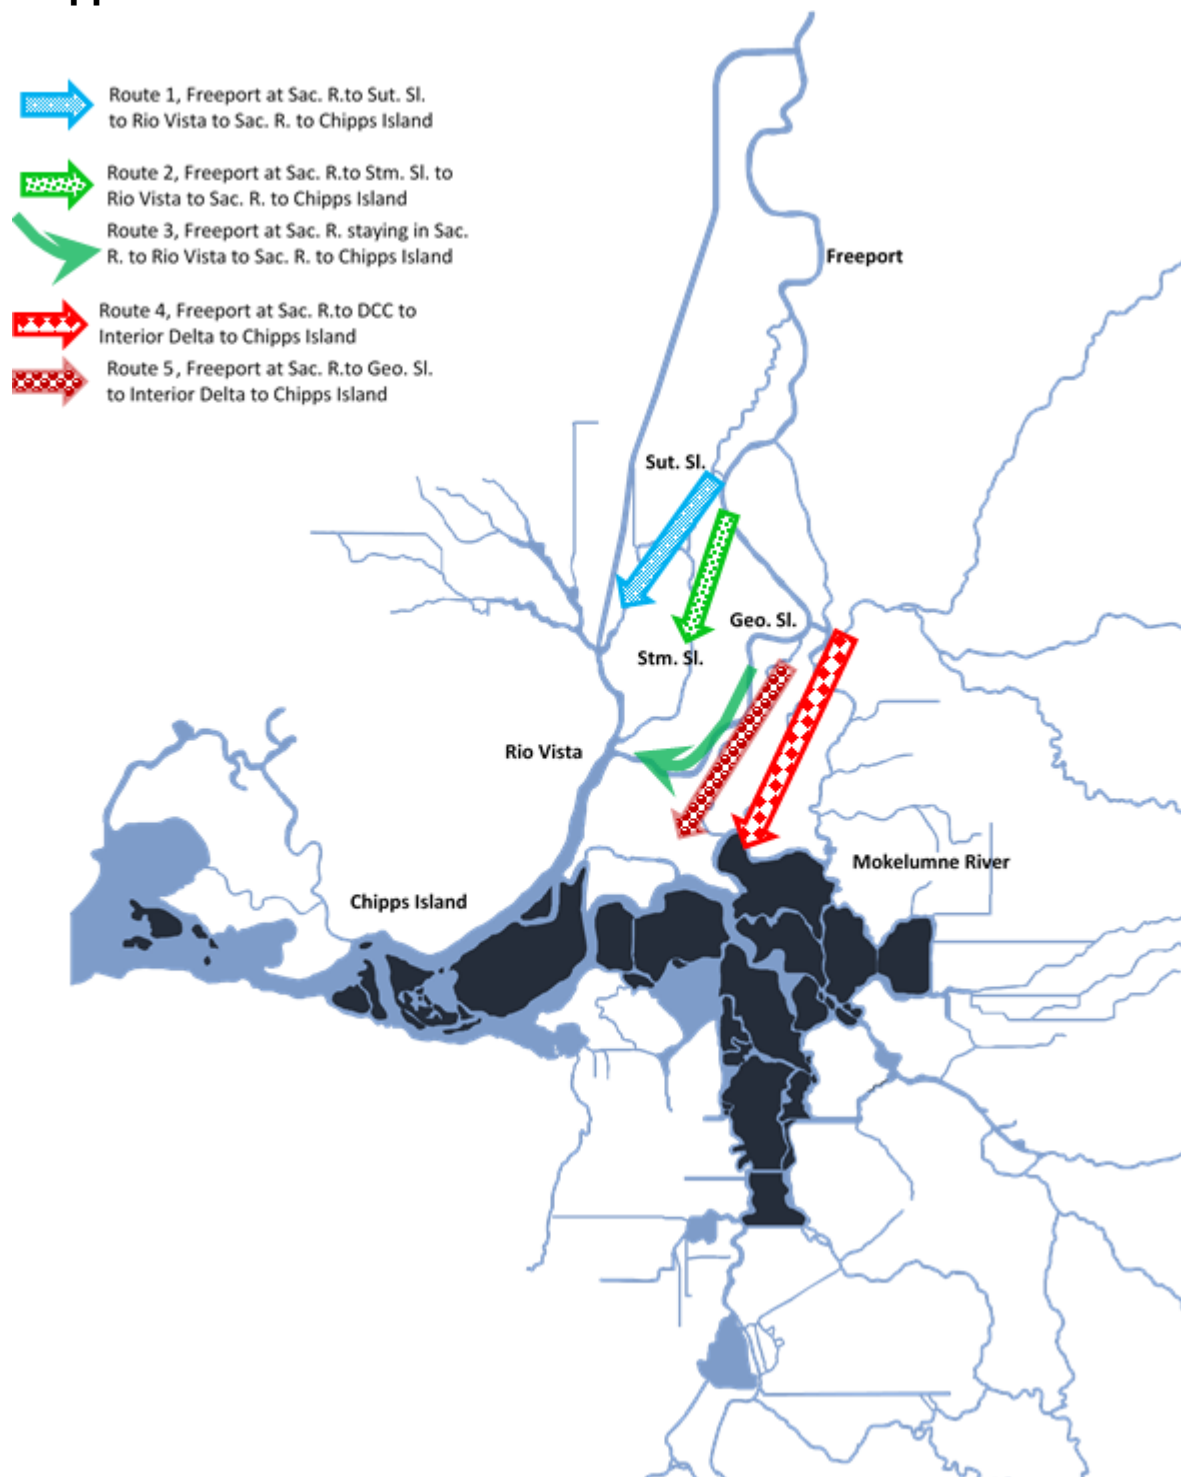 Route 1, Freeport at Sac. R.to Sut. Sl.
to Rio Vista to Sac. R. to Chipps Island
Route 2, Freeport at Sac. R.to Stm. Sl. to
Rio Vista to Sac. R. to Chipps Island
Route 3, Freeport at Sac. R. staying in Sac.
R. to Rio Vista to Sac. R. to Chipps Island
Route 4, Freeport at Sac. R.to DCC to
Interior Delta to Chipps Island
Route 5, Freeport at Sac. R.to Geo. Sl.
to Interior Delta to Chipps Island
Freeport
Sut. Sl.
Geo. Sl.
Stm. Sl.
Rio Vista
Mokelumne River
Chipps Island